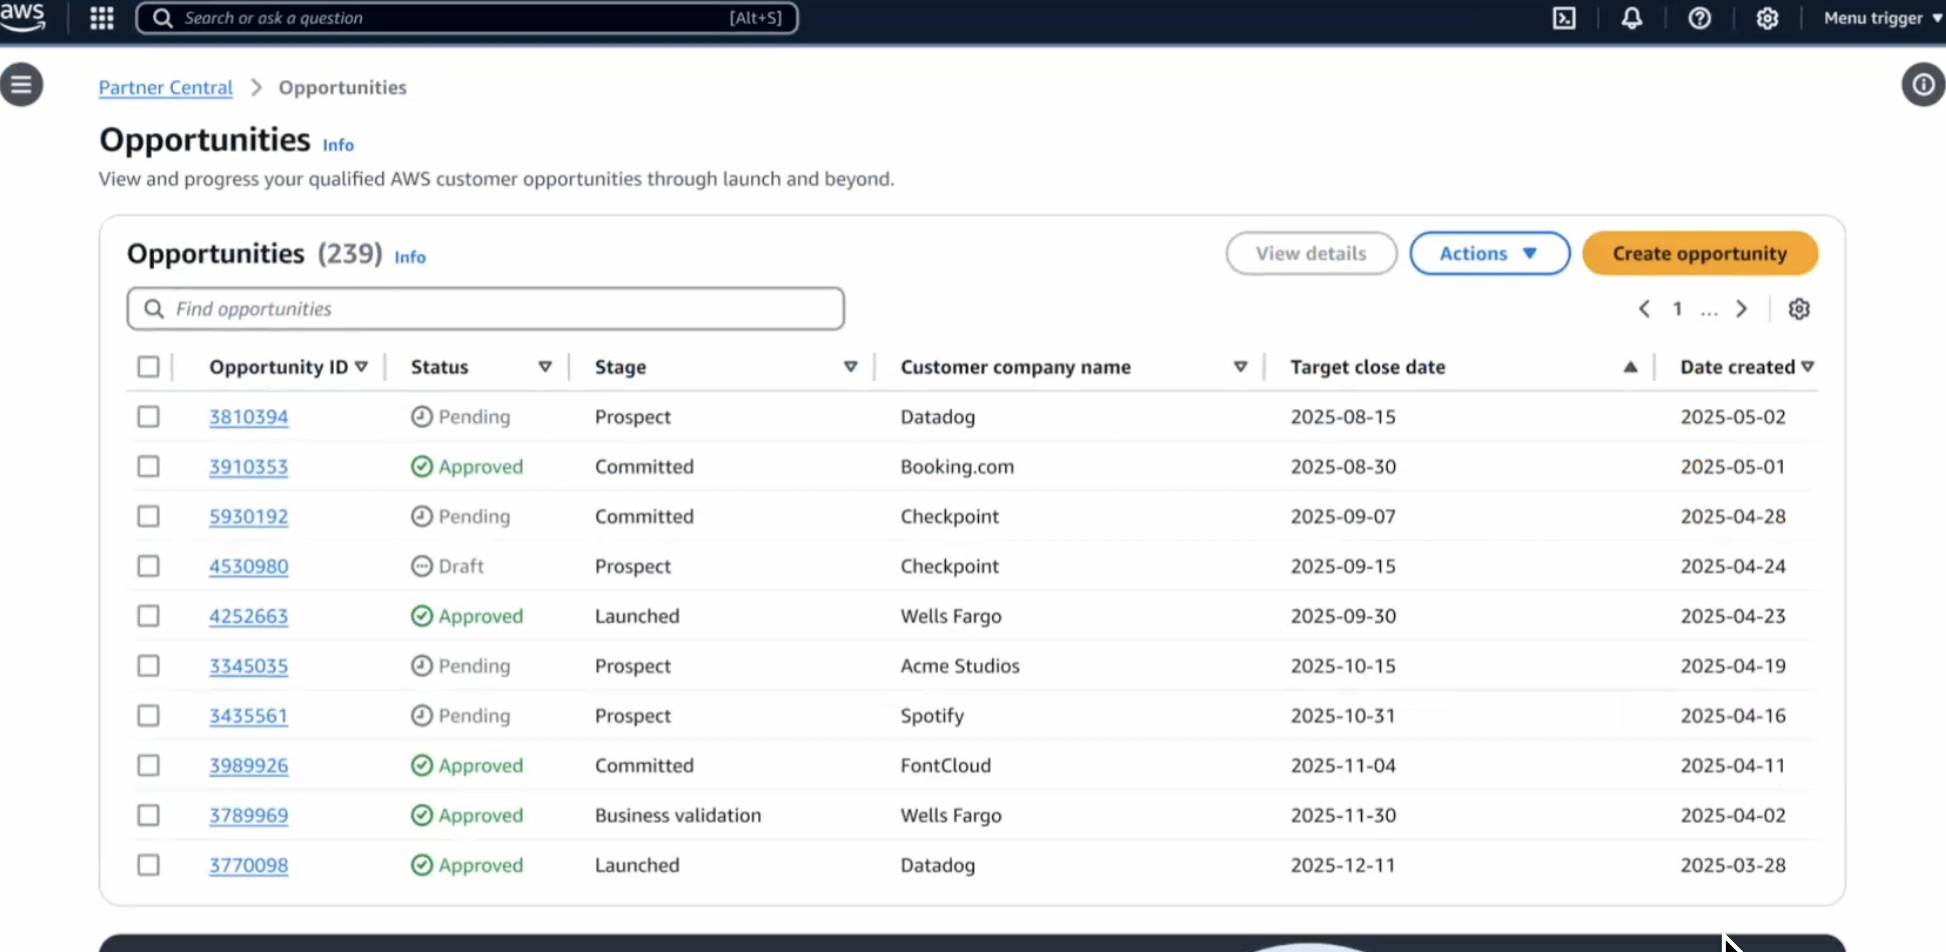 aws Search or ask a question [Alt+S] Menu trigger
Partner Central > Opportunities
Opportunities Info
View and progress your qualified AWS customer opportunities through launch and beyond.
Opportunities (239) Info View details Actions Create opportunity
Find opportunities 1 ...
Opportunity ID Status Stage Customer company name Target close date Date created
3810394 Pending Prospect Datadog 2025-08-15 2025-05-02
3910353 Approved Committed Booking.com 2025-08-30 2025-05-01
5930192 Pending Committed Checkpoint 2025-09-07 2025-04-28
4530980 Draft Prospect Checkpoint 2025-09-15 2025-04-24
4252663 Approved Launched Wells Fargo 2025-09-30 2025-04-23
3345035 Pending Prospect Acme Studios 2025-10-15 2025-04-19
3435561 Pending Prospect Spotify 2025-10-31 2025-04-16
3989926 Approved Committed FontCloud 2025-11-04 2025-04-11
3789969 Approved Business validation Wells Fargo 2025-11-30 2025-04-02
3770098 Approved Launched Datadog 2025-12-11 2025-03-28